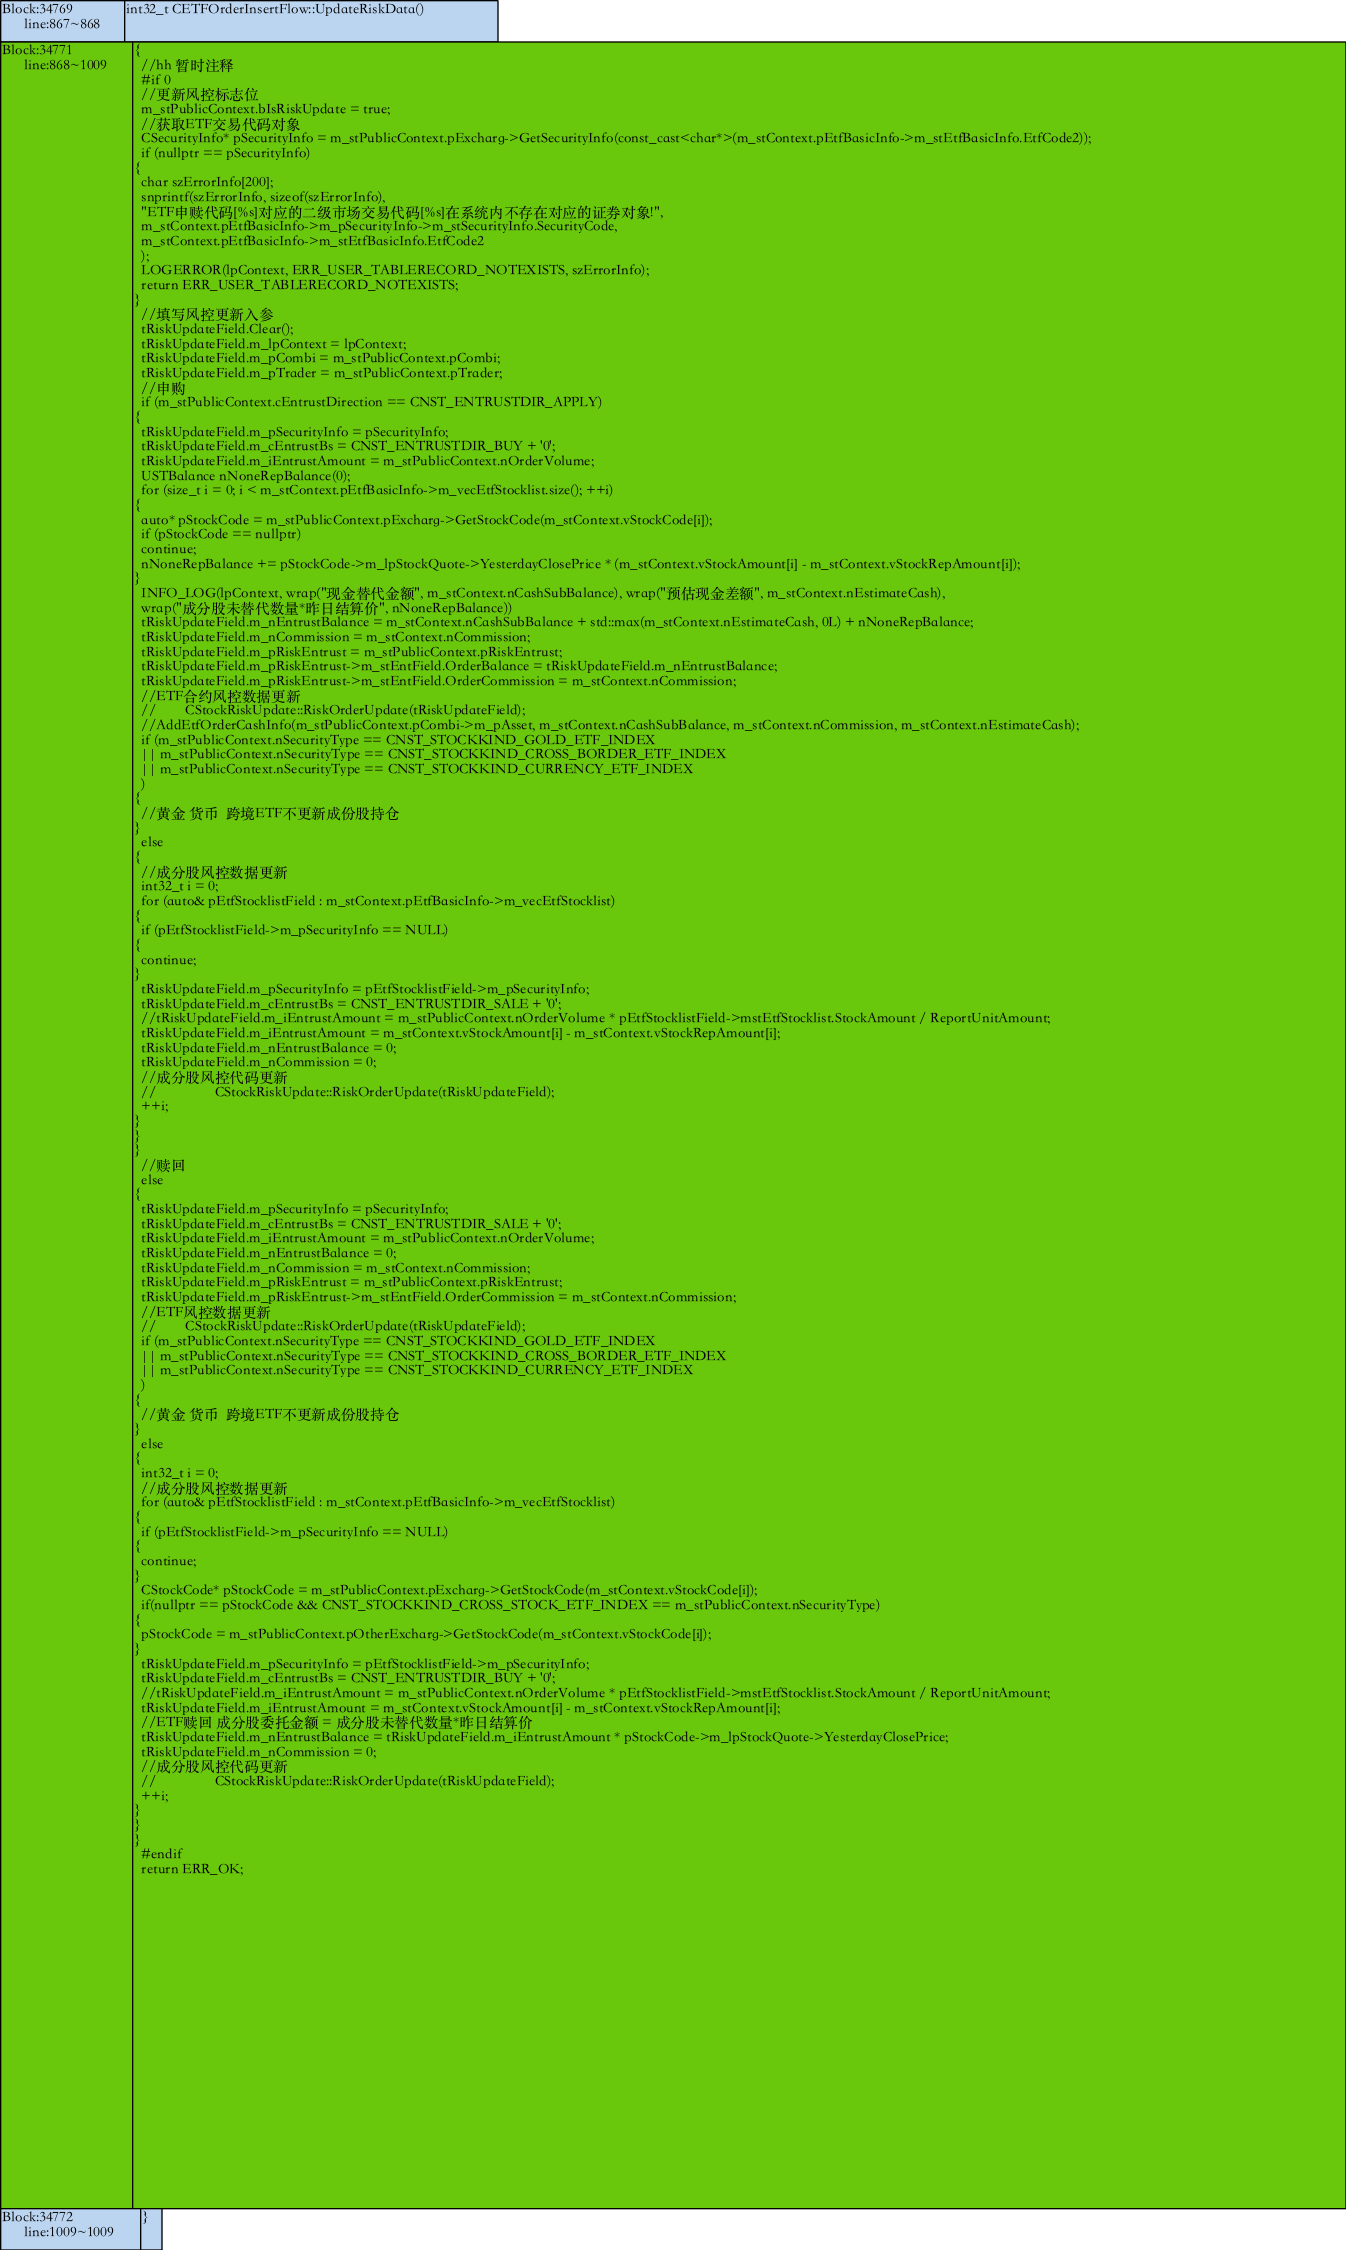 Block:34769
line:867~868
int32_t CETFOrderInsertFlow::UpdateRiskData()
Block:34771
line:868~1009
{
//hh 暂时注释
#if 0
//更新风控标志位
m_stPublicContext.bIsRiskUpdate = true;
//获取ETF交易代码对象
CSecurityInfo* pSecurityInfo = m_stPublicContext.pExcharg->GetSecurityInfo(const_cast<char*>(m_stContext.pEtfBasicInfo->m_stEtfBasicInfo.EtfCode2));
if (nullptr == pSecurityInfo)
{
char szErrorInfo[200];
snprintf(szErrorInfo, sizeof(szErrorInfo),
"ETF申赎代码[%s]对应的二级市场交易代码[%s]在系统内不存在对应的证券对象!",
m_stContext.pEtfBasicInfo->m_pSecurityInfo->m_stSecurityInfo.SecurityCode,
m_stContext.pEtfBasicInfo->m_stEtfBasicInfo.EtfCode2
);
LOGERROR(lpContext, ERR_USER_TABLERECORD_NOTEXISTS, szErrorInfo);
return ERR_USER_TABLERECORD_NOTEXISTS;
}
//填写风控更新入参
tRiskUpdateField.Clear();
tRiskUpdateField.m_lpContext = lpContext;
tRiskUpdateField.m_pCombi = m_stPublicContext.pCombi;
tRiskUpdateField.m_pTrader = m_stPublicContext.pTrader;
//申购
if (m_stPublicContext.cEntrustDirection == CNST_ENTRUSTDIR_APPLY)
{
tRiskUpdateField.m_pSecurityInfo = pSecurityInfo;
tRiskUpdateField.m_cEntrustBs = CNST_ENTRUSTDIR_BUY + '0';
tRiskUpdateField.m_iEntrustAmount = m_stPublicContext.nOrderVolume;
USTBalance nNoneRepBalance(0);
for (size_t i = 0; i < m_stContext.pEtfBasicInfo->m_vecEtfStocklist.size(); ++i)
{
auto* pStockCode = m_stPublicContext.pExcharg->GetStockCode(m_stContext.vStockCode[i]);
if (pStockCode == nullptr)
continue;
nNoneRepBalance += pStockCode->m_lpStockQuote->YesterdayClosePrice * (m_stContext.vStockAmount[i] - m_stContext.vStockRepAmount[i]);
}
INFO_LOG(lpContext, wrap("现金替代金额", m_stContext.nCashSubBalance), wrap("预估现金差额", m_stContext.nEstimateCash),
wrap("成分股未替代数量*昨日结算价", nNoneRepBalance))
tRiskUpdateField.m_nEntrustBalance = m_stContext.nCashSubBalance + std::max(m_stContext.nEstimateCash, 0L) + nNoneRepBalance;
tRiskUpdateField.m_nCommission = m_stContext.nCommission;
tRiskUpdateField.m_pRiskEntrust = m_stPublicContext.pRiskEntrust;
tRiskUpdateField.m_pRiskEntrust->m_stEntField.OrderBalance = tRiskUpdateField.m_nEntrustBalance;
tRiskUpdateField.m_pRiskEntrust->m_stEntField.OrderCommission = m_stContext.nCommission;
//ETF合约风控数据更新
// CStockRiskUpdate::RiskOrderUpdate(tRiskUpdateField);
//AddEtfOrderCashInfo(m_stPublicContext.pCombi->m_pAsset, m_stContext.nCashSubBalance, m_stContext.nCommission, m_stContext.nEstimateCash);
if (m_stPublicContext.nSecurityType == CNST_STOCKKIND_GOLD_ETF_INDEX
|| m_stPublicContext.nSecurityType == CNST_STOCKKIND_CROSS_BORDER_ETF_INDEX
|| m_stPublicContext.nSecurityType == CNST_STOCKKIND_CURRENCY_ETF_INDEX
)
{
//黄金 货币  跨境ETF不更新成份股持仓
}
else
{
//成分股风控数据更新
int32_t i = 0;
for (auto& pEtfStocklistField : m_stContext.pEtfBasicInfo->m_vecEtfStocklist)
{
if (pEtfStocklistField->m_pSecurityInfo == NULL)
{
continue;
}
tRiskUpdateField.m_pSecurityInfo = pEtfStocklistField->m_pSecurityInfo;
tRiskUpdateField.m_cEntrustBs = CNST_ENTRUSTDIR_SALE + '0';
//tRiskUpdateField.m_iEntrustAmount = m_stPublicContext.nOrderVolume * pEtfStocklistField->mstEtfStocklist.StockAmount / ReportUnitAmount;
tRiskUpdateField.m_iEntrustAmount = m_stContext.vStockAmount[i] - m_stContext.vStockRepAmount[i];
tRiskUpdateField.m_nEntrustBalance = 0;
tRiskUpdateField.m_nCommission = 0;
//成分股风控代码更新
// CStockRiskUpdate::RiskOrderUpdate(tRiskUpdateField);
++i;
}
}
}
//赎回
else
{
tRiskUpdateField.m_pSecurityInfo = pSecurityInfo;
tRiskUpdateField.m_cEntrustBs = CNST_ENTRUSTDIR_SALE + '0';
tRiskUpdateField.m_iEntrustAmount = m_stPublicContext.nOrderVolume;
tRiskUpdateField.m_nEntrustBalance = 0;
tRiskUpdateField.m_nCommission = m_stContext.nCommission;
tRiskUpdateField.m_pRiskEntrust = m_stPublicContext.pRiskEntrust;
tRiskUpdateField.m_pRiskEntrust->m_stEntField.OrderCommission = m_stContext.nCommission;
//ETF风控数据更新
// CStockRiskUpdate::RiskOrderUpdate(tRiskUpdateField);
if (m_stPublicContext.nSecurityType == CNST_STOCKKIND_GOLD_ETF_INDEX
|| m_stPublicContext.nSecurityType == CNST_STOCKKIND_CROSS_BORDER_ETF_INDEX
|| m_stPublicContext.nSecurityType == CNST_STOCKKIND_CURRENCY_ETF_INDEX
)
{
//黄金 货币  跨境ETF不更新成份股持仓
}
else
{
int32_t i = 0;
//成分股风控数据更新
for (auto& pEtfStocklistField : m_stContext.pEtfBasicInfo->m_vecEtfStocklist)
{
if (pEtfStocklistField->m_pSecurityInfo == NULL)
{
continue;
}
CStockCode* pStockCode = m_stPublicContext.pExcharg->GetStockCode(m_stContext.vStockCode[i]);
if(nullptr == pStockCode && CNST_STOCKKIND_CROSS_STOCK_ETF_INDEX == m_stPublicContext.nSecurityType)
{
pStockCode = m_stPublicContext.pOtherExcharg->GetStockCode(m_stContext.vStockCode[i]);
}
tRiskUpdateField.m_pSecurityInfo = pEtfStocklistField->m_pSecurityInfo;
tRiskUpdateField.m_cEntrustBs = CNST_ENTRUSTDIR_BUY + '0';
//tRiskUpdateField.m_iEntrustAmount = m_stPublicContext.nOrderVolume * pEtfStocklistField->mstEtfStocklist.StockAmount / ReportUnitAmount;
tRiskUpdateField.m_iEntrustAmount = m_stContext.vStockAmount[i] - m_stContext.vStockRepAmount[i];
//ETF赎回 成分股委托金额 = 成分股未替代数量*昨日结算价
tRiskUpdateField.m_nEntrustBalance = tRiskUpdateField.m_iEntrustAmount * pStockCode->m_lpStockQuote->YesterdayClosePrice;
tRiskUpdateField.m_nCommission = 0;
//成分股风控代码更新
// CStockRiskUpdate::RiskOrderUpdate(tRiskUpdateField);
++i;
}
}
}
#endif
return ERR_OK;
Block:34772
line:1009~1009
}